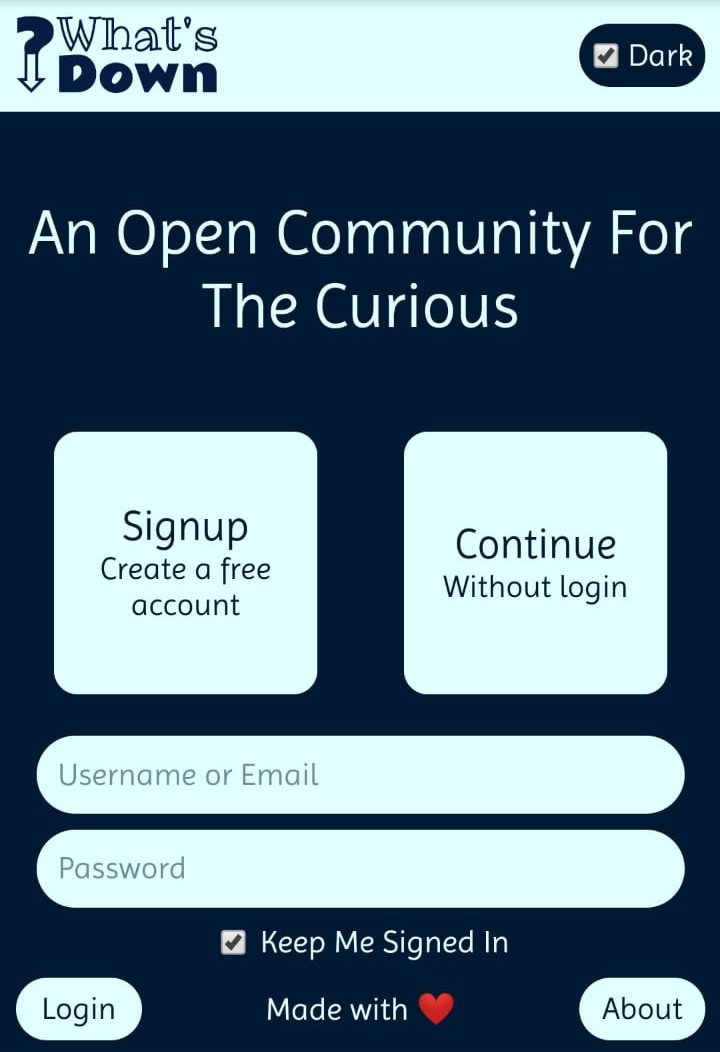 ?What's
Down
Dark
An Open Community For
The Curious
Signup
Create a free
account
Continue
Without login
Username or Email
Password
Keep Me Signed In
Login
Made with ❤️
About